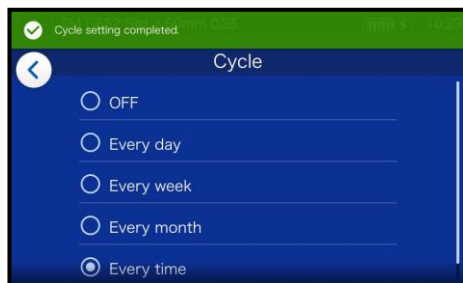 Cycle setting completed.
Cycle
OFF
Every day
Every week
Every month
Every time